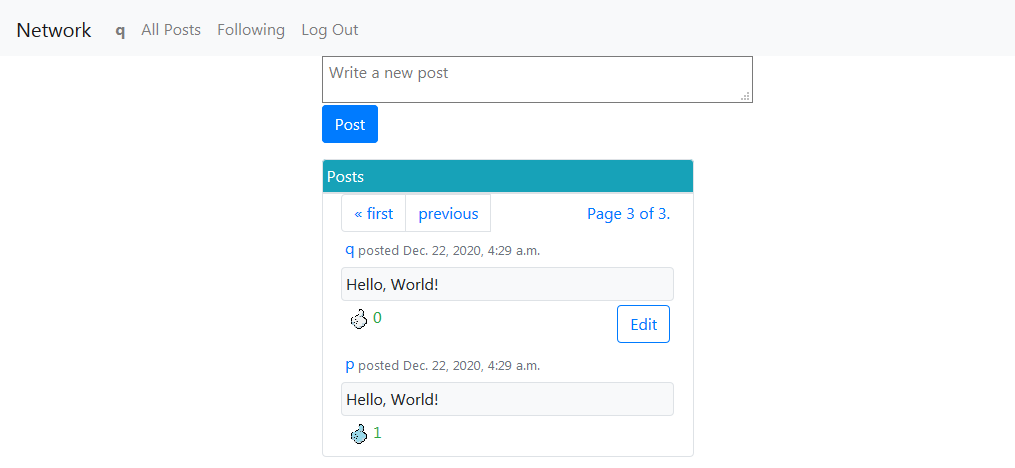 Network q All Posts Following Log Out
Write a new post
Post
Posts
« first previous Page 3 of 3.
q posted Dec. 22, 2020, 4:29 a.m.
Hello, World!
0 Edit
p posted Dec. 22, 2020, 4:29 a.m.
Hello, World!
1